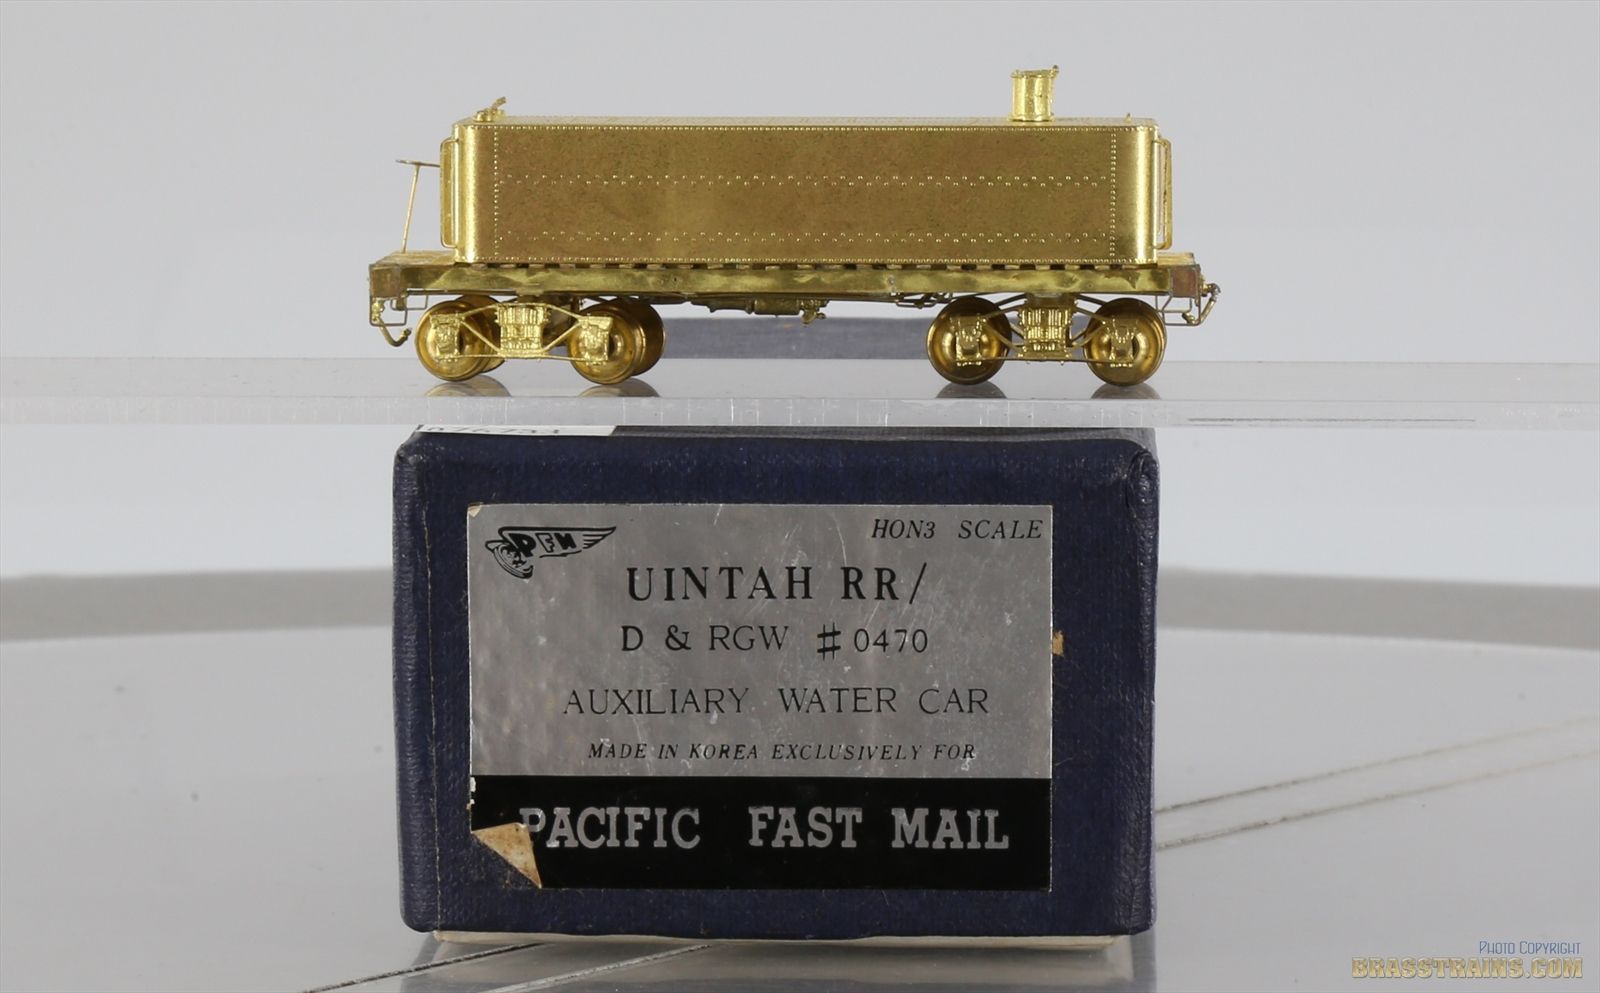 PFM
HON3 SCALE
UINTAH RR/
D & RGW #0470
AUXILIARY WATER CAR
MADE IN KOREA EXCLUSIVELY FOR
PACIFIC FAST MAIL
PHOTO COPYRIGHT
BRASSTRAINS.COM